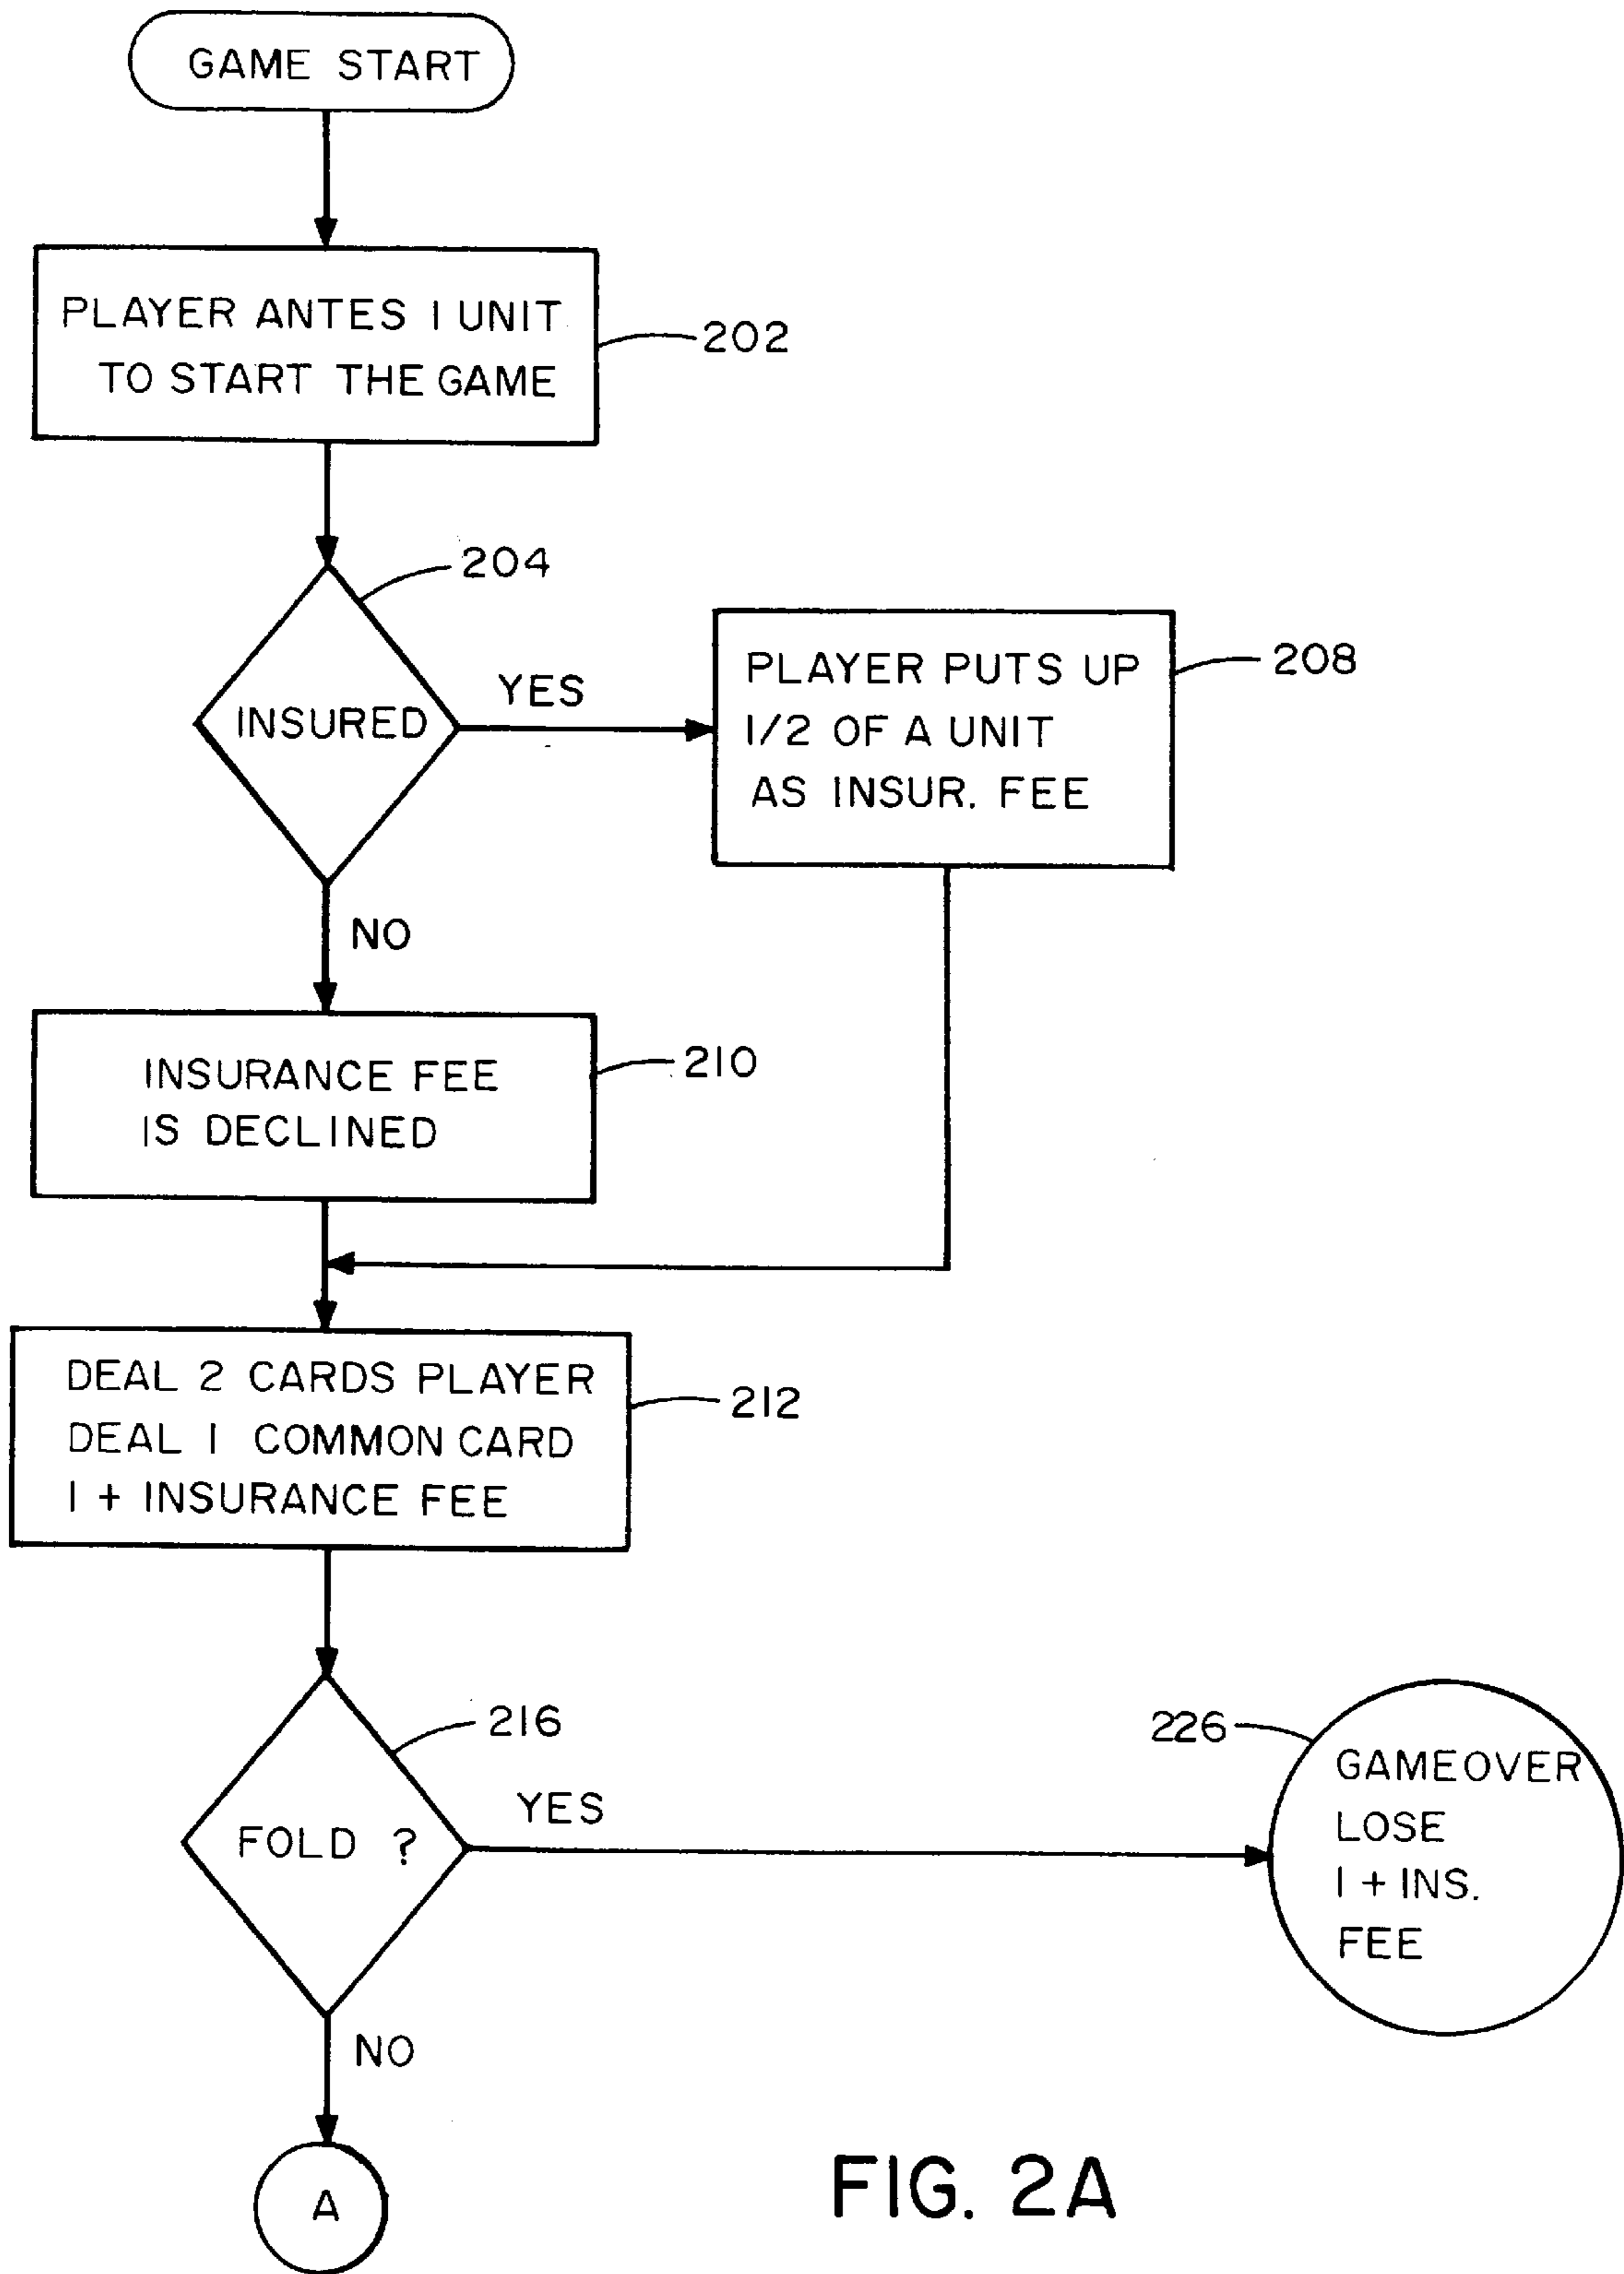 GAME START
PLAYER ANTES 1 UNIT
TO START THE GAME
202
204
INSURED
YES
PLAYER PUTS UP
1/2 OF A UNIT
AS INSUR. FEE
208
NO
INSURANCE FEE
IS DECLINED
210
DEAL 2 CARDS PLAYER
DEAL 1 COMMON CARD
1 + INSURANCE FEE
212
216
FOLD ?
YES
226
GAMEOVER
LOSE
1 + INS.
FEE
NO
A
FIG. 2A